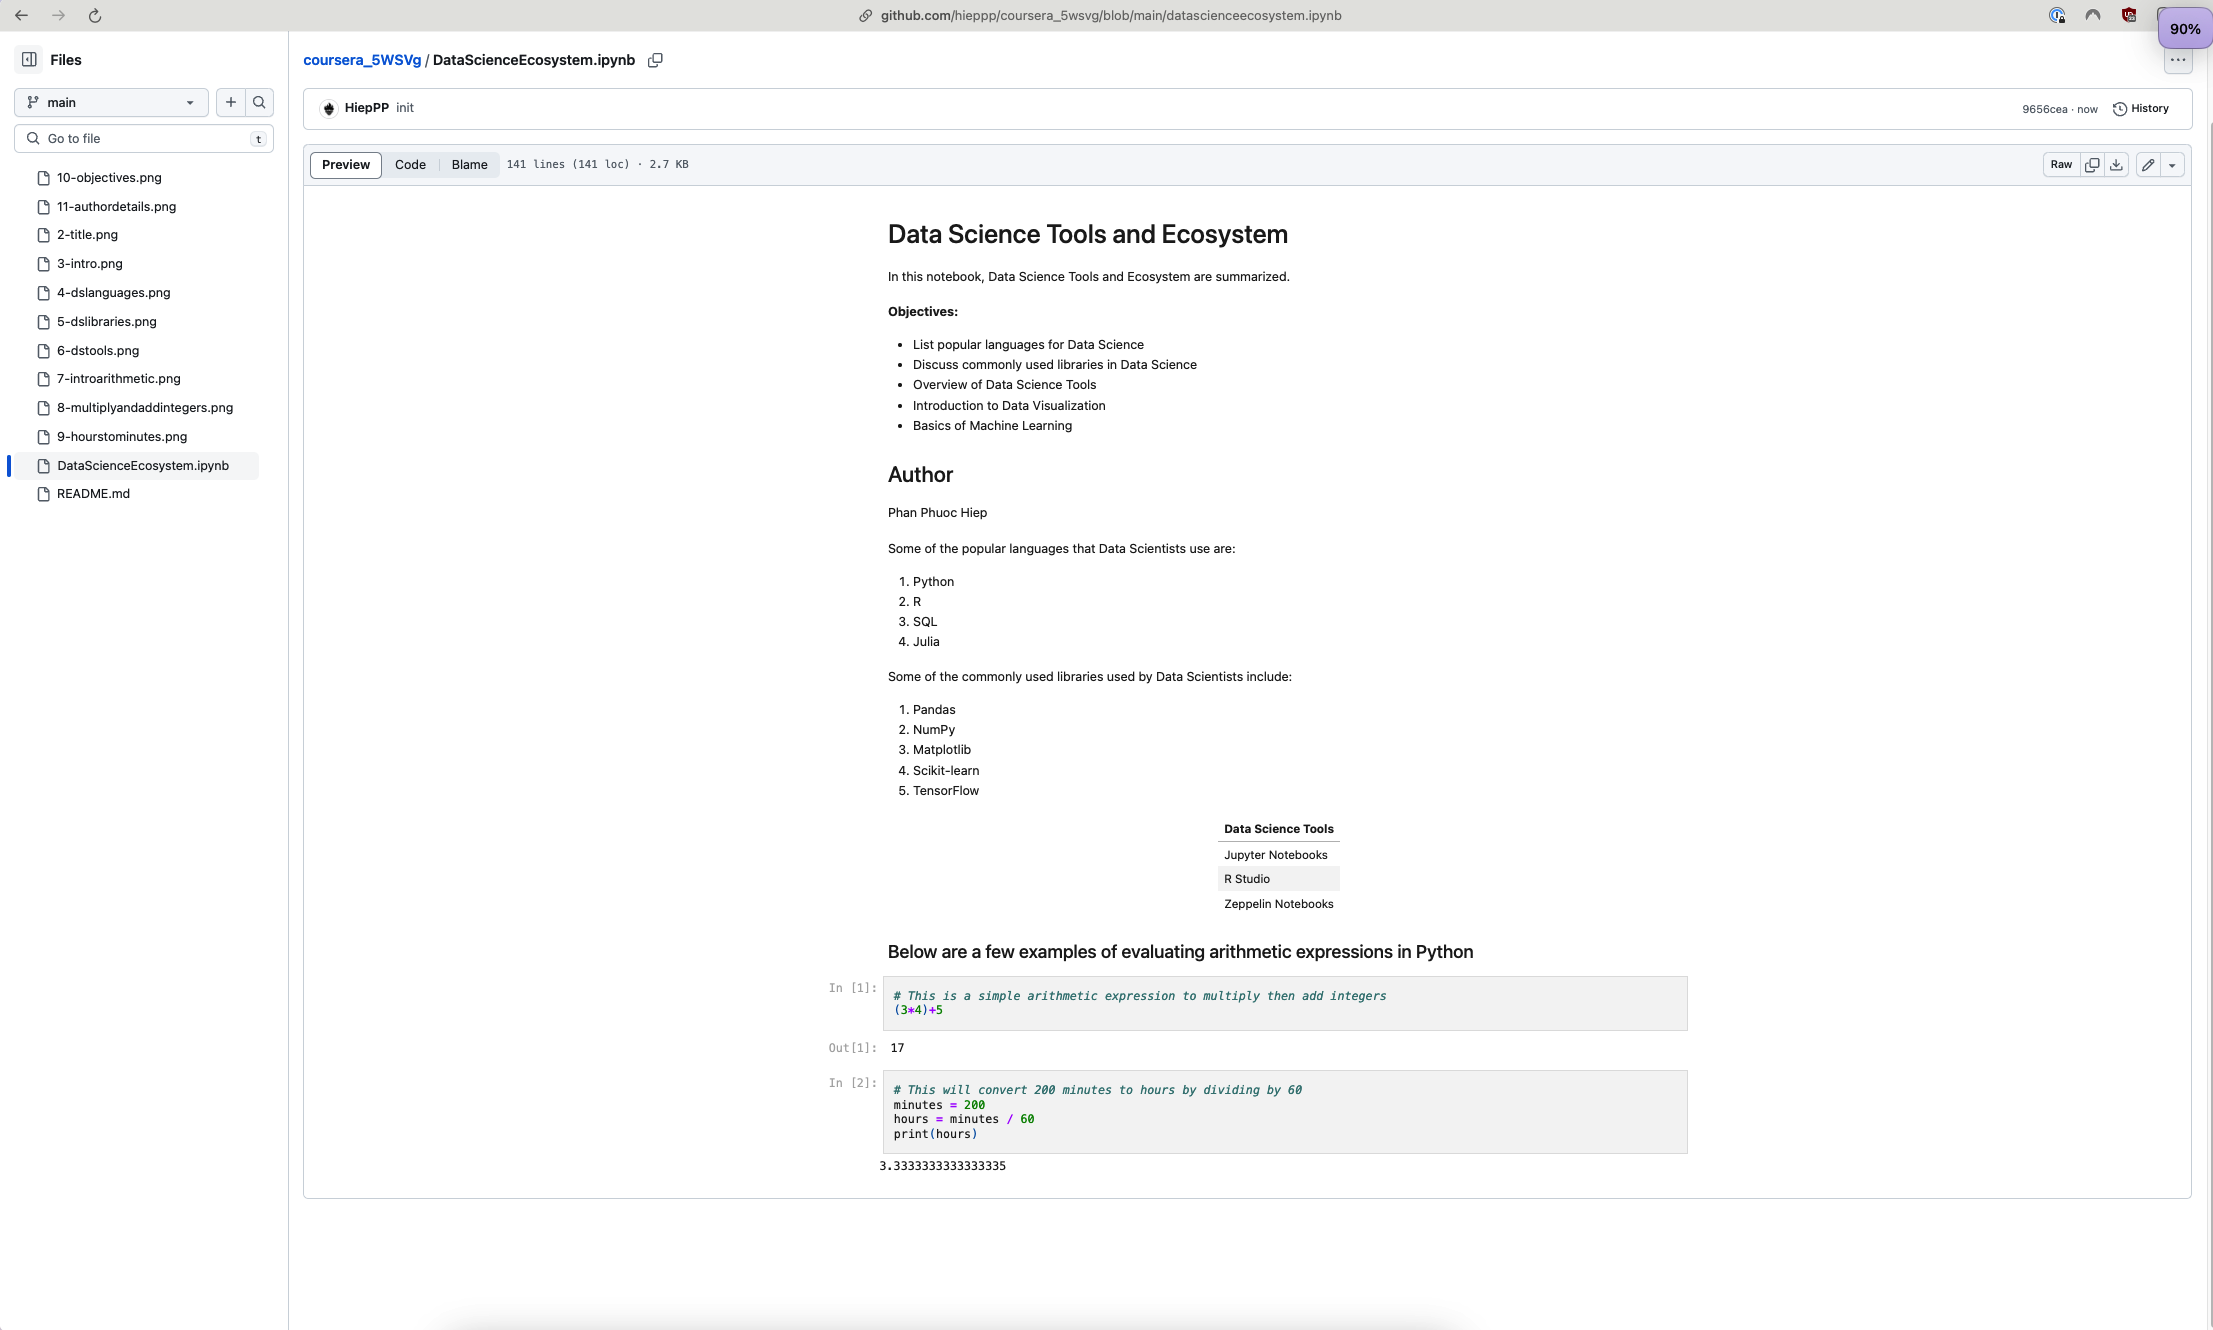 github.com/hieppp/coursera_5wsvg/blob/main/datascienceecosystem.ipynb
90%
Files
main
Go to file
t
10-objectives.png
11-authordetails.png
2-title.png
3-intro.png
4-dslanguages.png
5-dslibraries.png
6-dstools.png
7-introarithmetic.png
8-multiplyandaddintegers.png
9-hourstominutes.png
DataScienceEcosystem.ipynb
README.md
coursera_5WSVg / DataScienceEcosystem.ipynb
HiepPP init
9656cea · now
History
Preview
Code
Blame
141 lines (141 loc) · 2.7 KB
Raw
Data Science Tools and Ecosystem
In this notebook, Data Science Tools and Ecosystem are summarized.
Objectives:
• List popular languages for Data Science
• Discuss commonly used libraries in Data Science
• Overview of Data Science Tools
• Introduction to Data Visualization
• Basics of Machine Learning
Author
Phan Phuoc Hiep
Some of the popular languages that Data Scientists use are:
1. Python
2. R
3. SQL
4. Julia
Some of the commonly used libraries used by Data Scientists include:
1. Pandas
2. NumPy
3. Matplotlib
4. Scikit-learn
5. TensorFlow
Data Science Tools
Jupyter Notebooks
R Studio
Zeppelin Notebooks
Below are a few examples of evaluating arithmetic expressions in Python
In [1]:
# This is a simple arithmetic expression to multiply then add integers
(3*4)+5
Out[1]: 17
In [2]:
# This will convert 200 minutes to hours by dividing by 60
minutes = 200
hours = minutes / 60
print(hours)
3.3333333333333335